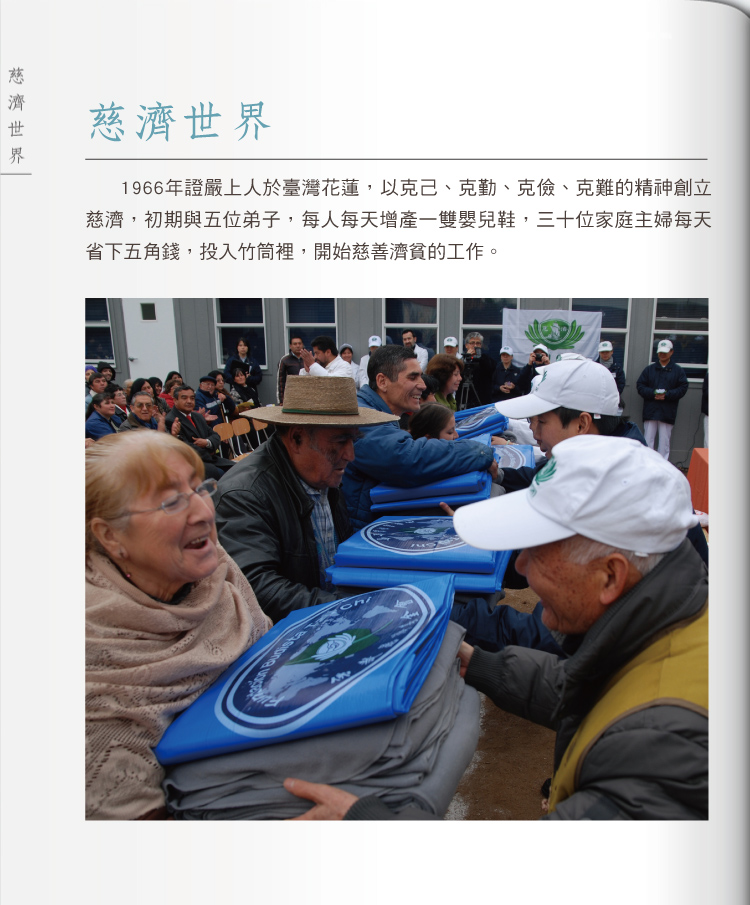 慈濟世界
慈濟世界
1966年證嚴上人於臺灣花蓮，以克己、克勤、克儉、克難的精神創立
慈濟，初期與五位弟子，每人每天增產一雙嬰兒鞋，三十位家庭主婦每天
省下五角錢，投入竹筒裡，開始慈善濟貧的工作。
Budista Tzu Chi